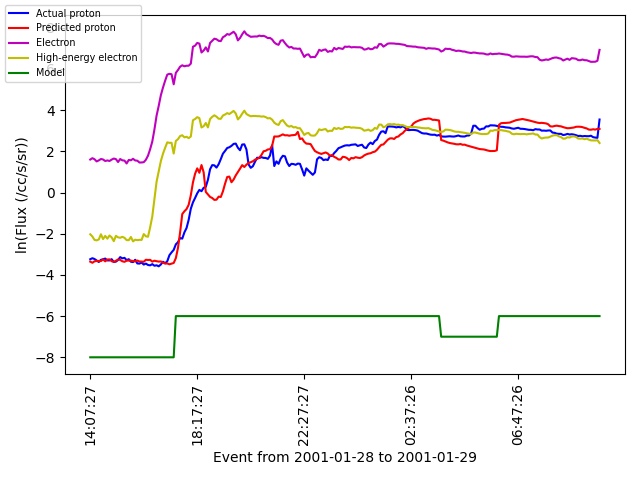 Actual proton
Predicted proton
Electron
High-energy electron
Model
8
6
4
2
0
−2
−4
−6
−8
ln(Flux (/cc/s/sr))
14:07:27
18:17:27
22:27:27
02:37:26
06:47:26
Event from 2001-01-28 to 2001-01-29